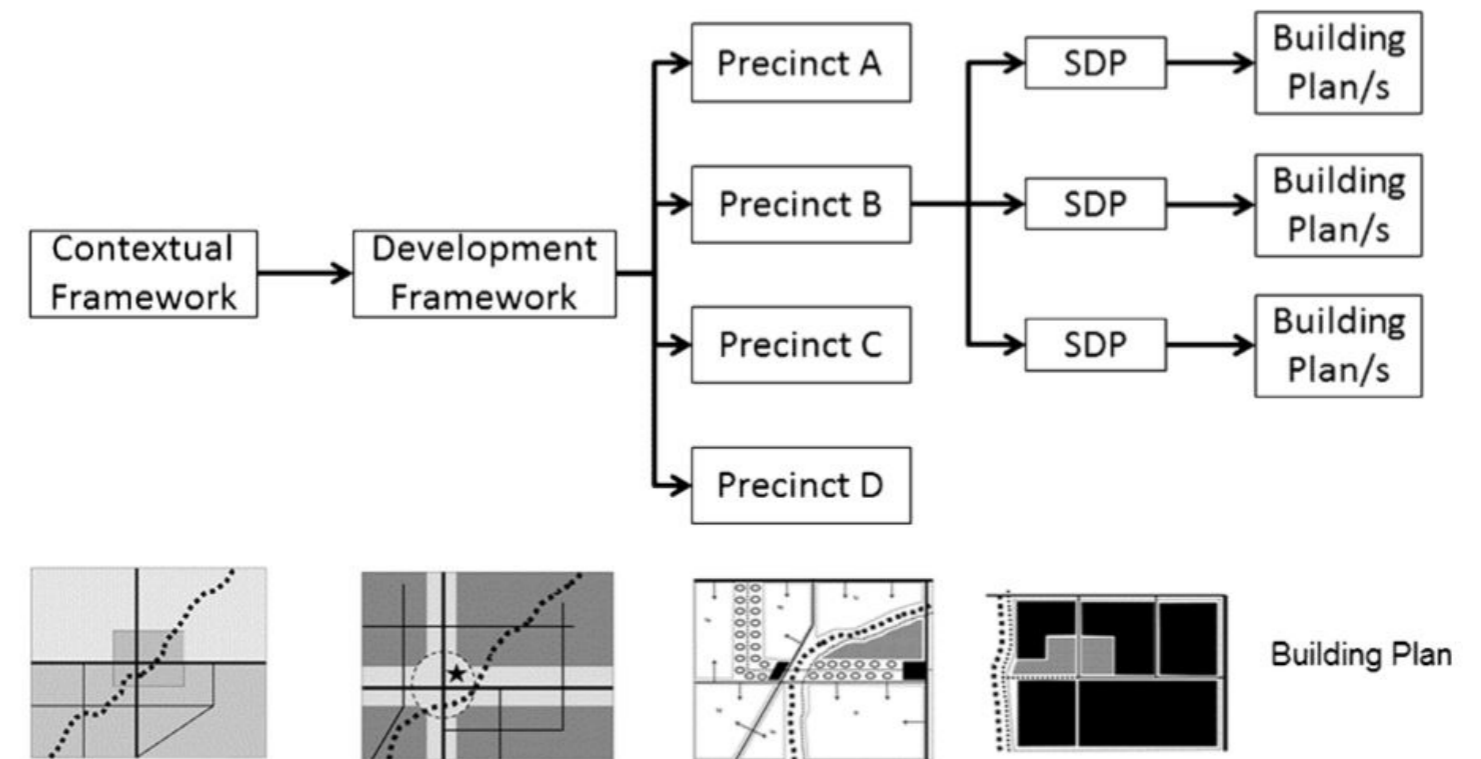 Contextual
Framework
Development
Framework
Precinct A
Precinct B
Precinct C
Precinct D
SDP
Building
Plan/s
SDP
Building
Plan/s
SDP
Building
Plan/s
Building Plan